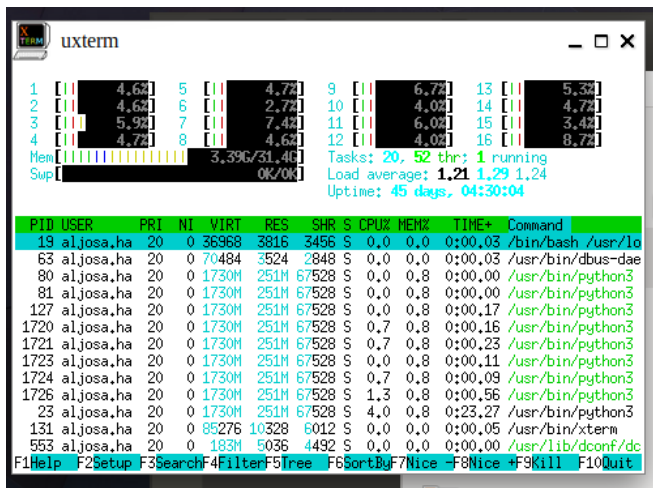 X
TERM
uxterm
1 [|| 4.6%] 5 [|| 4.7%] 9 [|| 6.7%] 13 [|| 5.3%]
2 [|| 4.6%] 6 [|| 2.7%] 10 [|| 4.0%] 14 [|| 4.7%]
3 [||| 5.9%] 7 [|| 7.4%] 11 [|| 6.0%] 15 [|| 3.4%]
4 [|| 4.7%] 8 [|| 4.6%] 12 [|| 4.0%] 16 [|| 8.7%]
Mem[|||||||||||||||| 3.39G/31.4G] Tasks: 20, 52 thr; 1 running
Swp[ 0K/0K] Load average: 1.21 1.29 1.24
Uptime: 45 days, 04:30:04
PID USER PRI NI VIRT RES SHR S CPU% MEM% TIME+ Command
19 aljosa.ha 20 0 36968 3816 3456 S 0.0 0.0 0:00.03 /bin/bash /usr/lo
63 aljosa.ha 20 0 70484 3524 2848 S 0.0 0.0 0:00.03 /usr/bin/dbus-dae
80 aljosa.ha 20 0 1730M 251M 67528 S 0.0 0.8 0:00.00 /usr/bin/python3
81 aljosa.ha 20 0 1730M 251M 67528 S 0.0 0.8 0:00.00 /usr/bin/python3
127 aljosa.ha 20 0 1730M 251M 67528 S 0.0 0.8 0:00.17 /usr/bin/python3
1720 aljosa.ha 20 0 1730M 251M 67528 S 0.7 0.8 0:00.16 /usr/bin/python3
1721 aljosa.ha 20 0 1730M 251M 67528 S 0.7 0.8 0:00.23 /usr/bin/python3
1723 aljosa.ha 20 0 1730M 251M 67528 S 0.0 0.8 0:00.11 /usr/bin/python3
1724 aljosa.ha 20 0 1730M 251M 67528 S 0.7 0.8 0:00.09 /usr/bin/python3
1726 aljosa.ha 20 0 1730M 251M 67528 S 1.3 0.8 0:00.56 /usr/bin/python3
23 aljosa.ha 20 0 1730M 251M 67528 S 4.0 0.8 0:23.27 /usr/bin/python3
131 aljosa.ha 20 0 85276 10328 6012 S 0.0 0.0 0:00.05 /usr/bin/xterm
553 aljosa.ha 20 0 183M 5036 4492 S 0.0 0.0 0:00.00 /usr/lib/dconf/dc
F1Help F2Setup F3SearchF4FilterF5Tree F6SortByF7Nice -F8Nice +F9Kill F10Quit